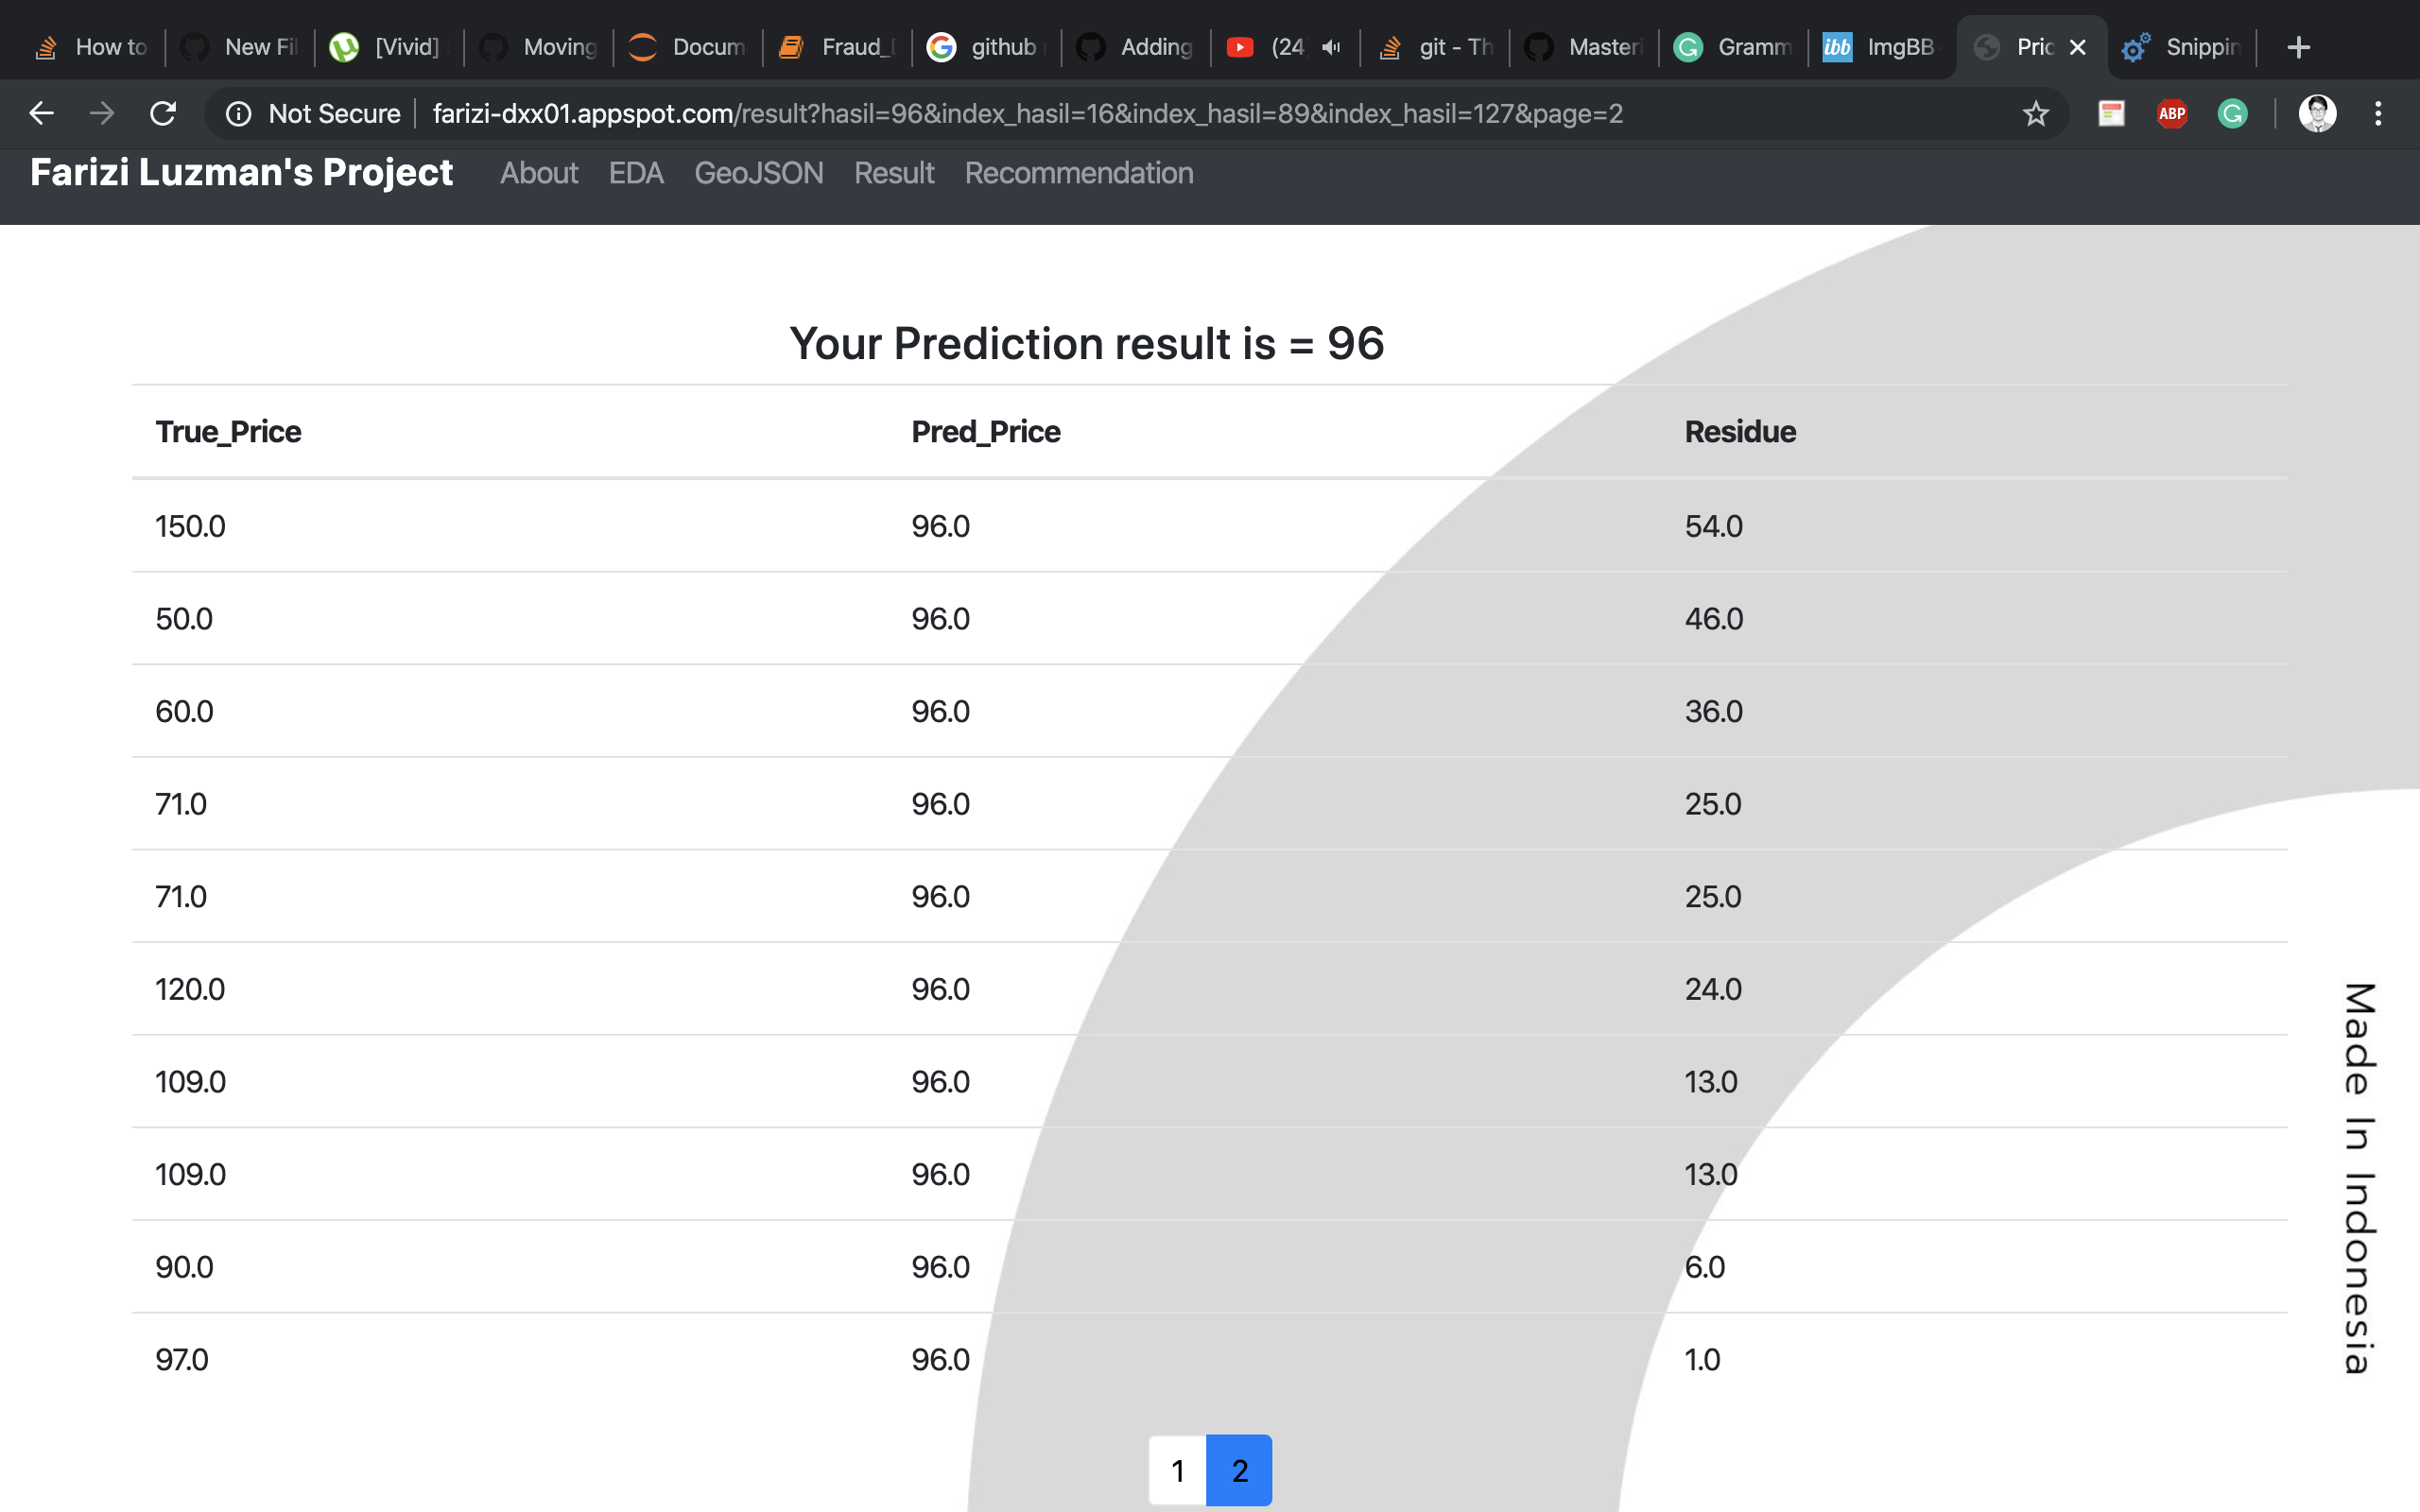 How to New Fil [Vivid] Moving Docum Fraud_ github Adding (24 git - Th Masteri Gramm ibb ImgBB Pric Snippin
Not Secure farizi-dxx01.appspot.com/result?hasil=96&index_hasil=16&index_hasil=89&index_hasil=127&page=2 ABP
Farizi Luzman's Project About EDA GeoJSON Result Recommendation
Your Prediction result is = 96
True_Price Pred_Price Residue
150.0 96.0 54.0
50.0 96.0 46.0
60.0 96.0 36.0
71.0 96.0 25.0
71.0 96.0 25.0
120.0 96.0 24.0
109.0 96.0 13.0
109.0 96.0 13.0
90.0 96.0 6.0
97.0 96.0 1.0
Made In Indonesia
1 2